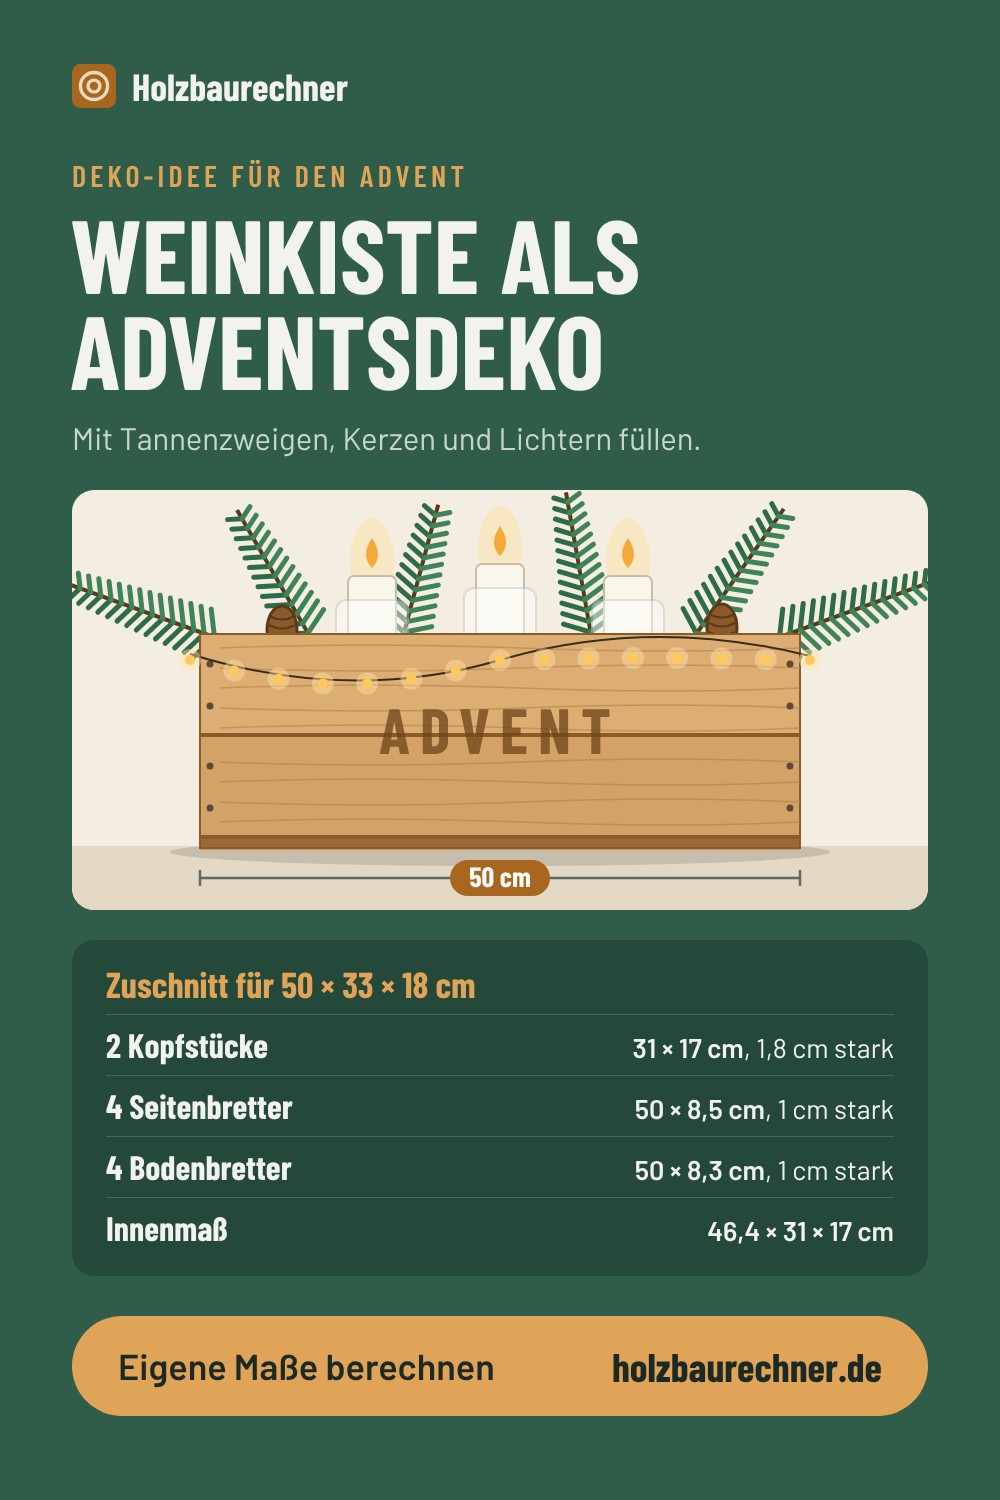 Holzbaurechner
DEKO-IDEE FÜR DEN ADVENT
WEINKISTE ALS
ADVENTSDEKO
Mit Tannenzweigen, Kerzen und Lichtern füllen.
ADVENT
50 cm
Zuschnitt für 50 × 33 × 18 cm
2 Kopfstücke 31 × 17 cm, 1,8 cm stark
4 Seitenbretter 50 × 8,5 cm, 1 cm stark
4 Bodenbretter 50 × 8,3 cm, 1 cm stark
Innenmaß 46,4 × 31 × 17 cm
Eigene Maße berechnen holzbaurechner.de